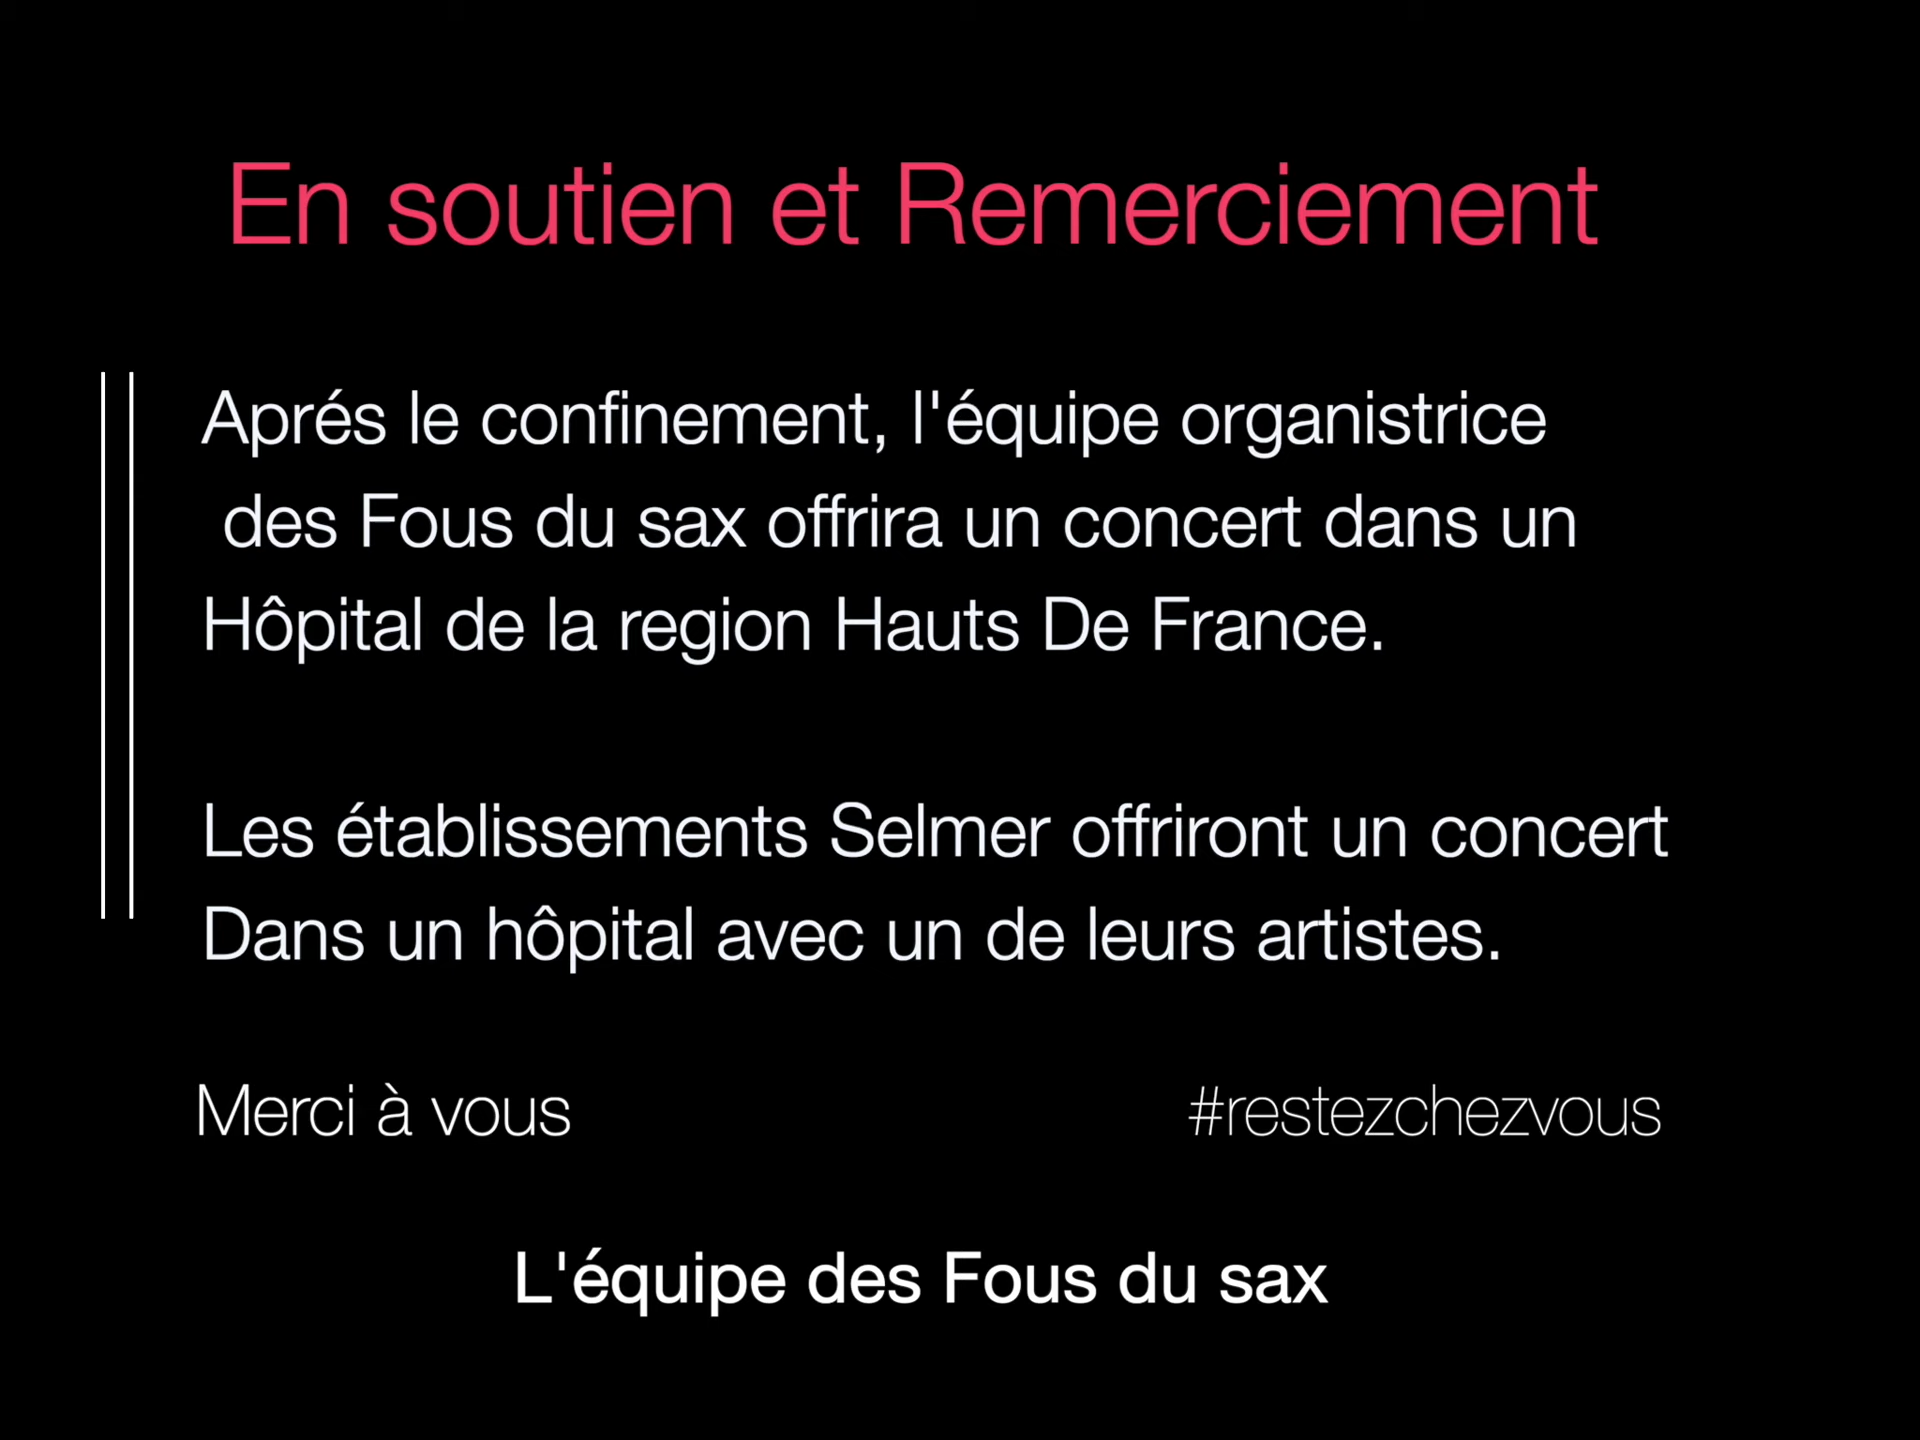 En soutien et Remerciement
Aprés le confinement, l'équipe organistrice
des Fous du sax offrira un concert dans un
Hôpital de la region Hauts De France.
Les établissements Selmer offriront un concert
Dans un hôpital avec un de leurs artistes.
Merci à vous
#restezchezvous
L'équipe des Fous du sax